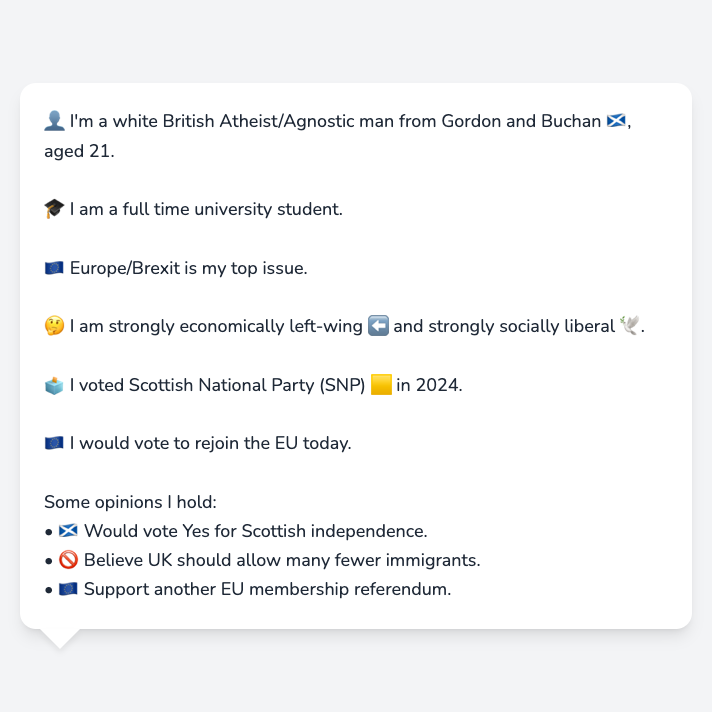 👤 I'm a white British Atheist/Agnostic man from Gordon and Buchan 🏴󠁧󠁢󠁳󠁣󠁴󠁿,
aged 21.
🎓 I am a full time university student.
🇪🇺 Europe/Brexit is my top issue.
🤔 I am strongly economically left-wing ⬅️ and strongly socially liberal 🕊️.
🗳️ I voted Scottish National Party (SNP) 🟨 in 2024.
🇪🇺 I would vote to rejoin the EU today.
Some opinions I hold:
• 🏴󠁧󠁢󠁳󠁣󠁴󠁿 Would vote Yes for Scottish independence.
• 🚫 Believe UK should allow many fewer immigrants.
• 🇪🇺 Support another EU membership referendum.